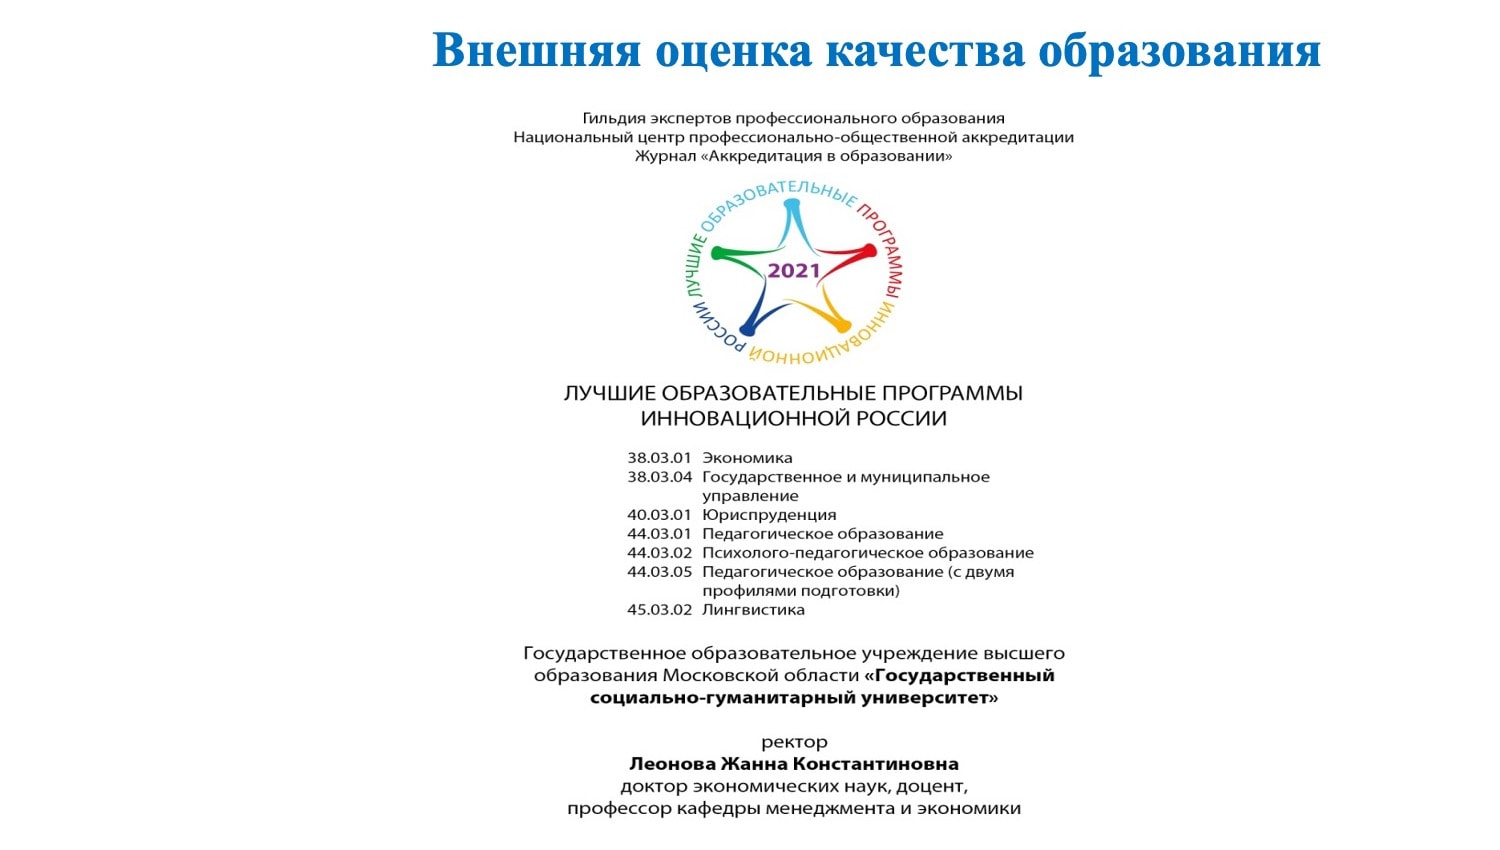 Внешняя оценка качества образования
Гильдия экспертов профессионального образования
Национальный центр профессионально-общественной аккредитации
Журнал «Аккредитация в образовании»
ЛУЧШИЕ ОБРАЗОВАТЕЛЬНЫЕ ПРОГРАММЫ ИННОВАЦИОННОЙ РОССИИ
2021
ЛУЧШИЕ ОБРАЗОВАТЕЛЬНЫЕ ПРОГРАММЫ
ИННОВАЦИОННОЙ РОССИИ
38.03.01 Экономика
38.03.04 Государственное и муниципальное
управление
40.03.01 Юриспруденция
44.03.01 Педагогическое образование
44.03.02 Психолого-педагогическое образование
44.03.05 Педагогическое образование (с двумя
профилями подготовки)
45.03.02 Лингвистика
Государственное образовательное учреждение высшего
образования Московской области «Государственный
социально-гуманитарный университет»
ректор
Леонова Жанна Константиновна
доктор экономических наук, доцент,
профессор кафедры менеджмента и экономики